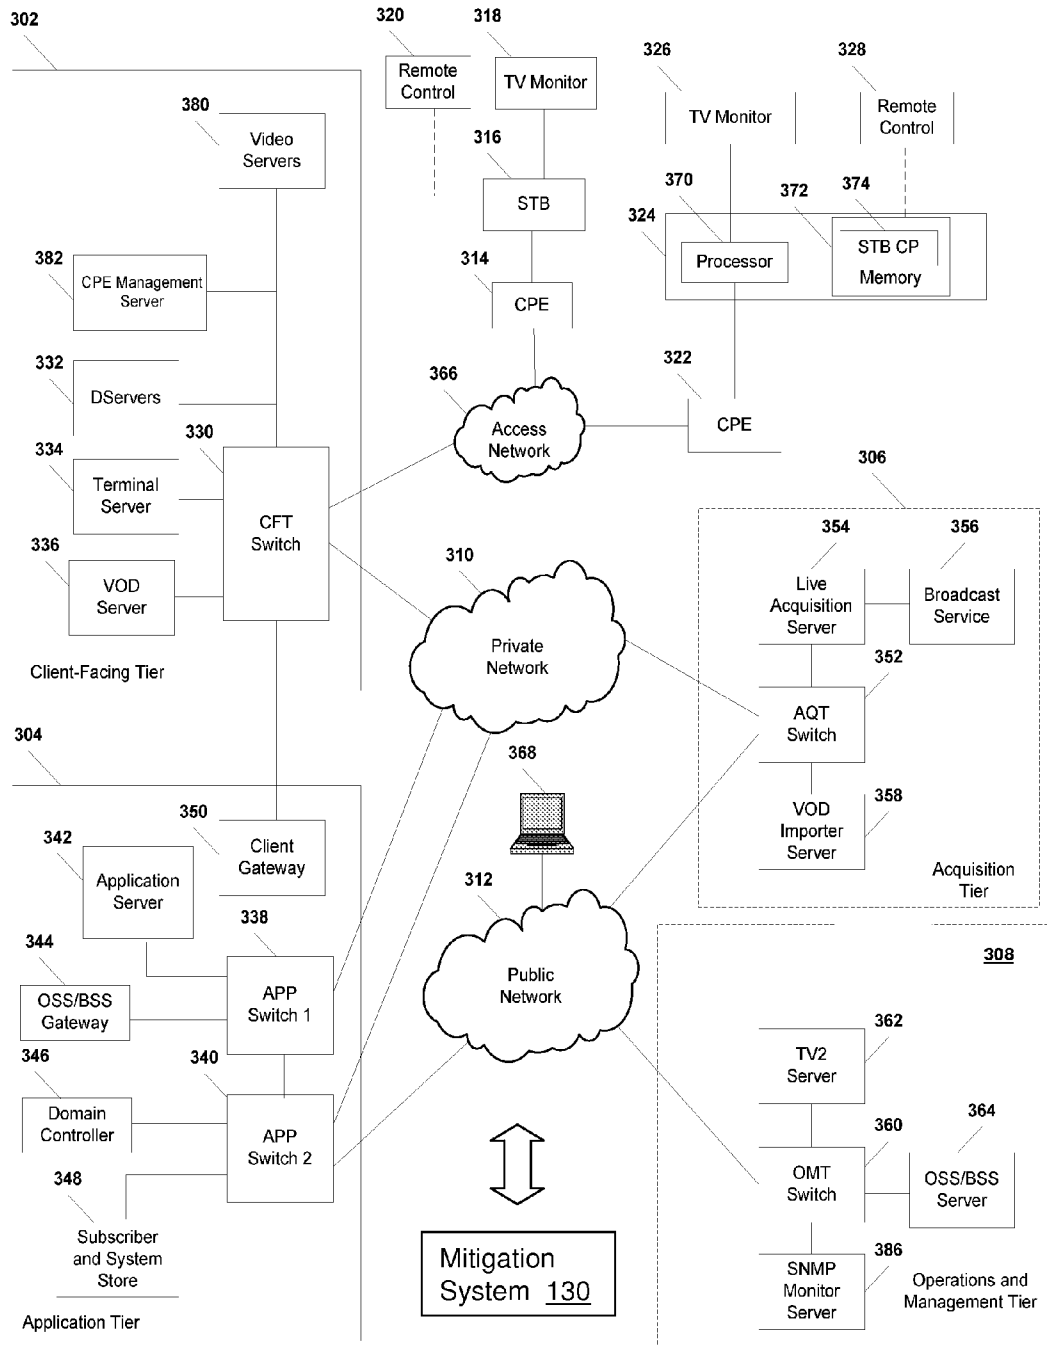 302
320
318
326
328
Remote
Control
TV Monitor
TV Monitor
Remote
Control
380
Video
Servers
316
STB
370
372
374
324
Processor
STB CP
Memory
382
CPE Management
Server
314
CPE
332
DServers
366
Access
Network
322
CPE
330
334
Terminal
Server
CFT
Switch
336
VOD
Server
Client-Facing Tier
310
Private
Network
306
354
356
Live
Acquisition
Server
Broadcast
Service
352
AQT
Switch
358
VOD
Importer
Server
Acquisition
Tier
304
368
350
Client
Gateway
342
Application
Server
312
Public
Network
338
344
OSS/BSS
Gateway
APP
Switch 1
346
340
Domain
Controller
APP
Switch 2
348
Subscriber
and System
Store
Application Tier
308
362
TV2
Server
360
364
OMT
Switch
OSS/BSS
Server
386
SNMP
Monitor
Server
Operations and
Management Tier
Mitigation
System 130